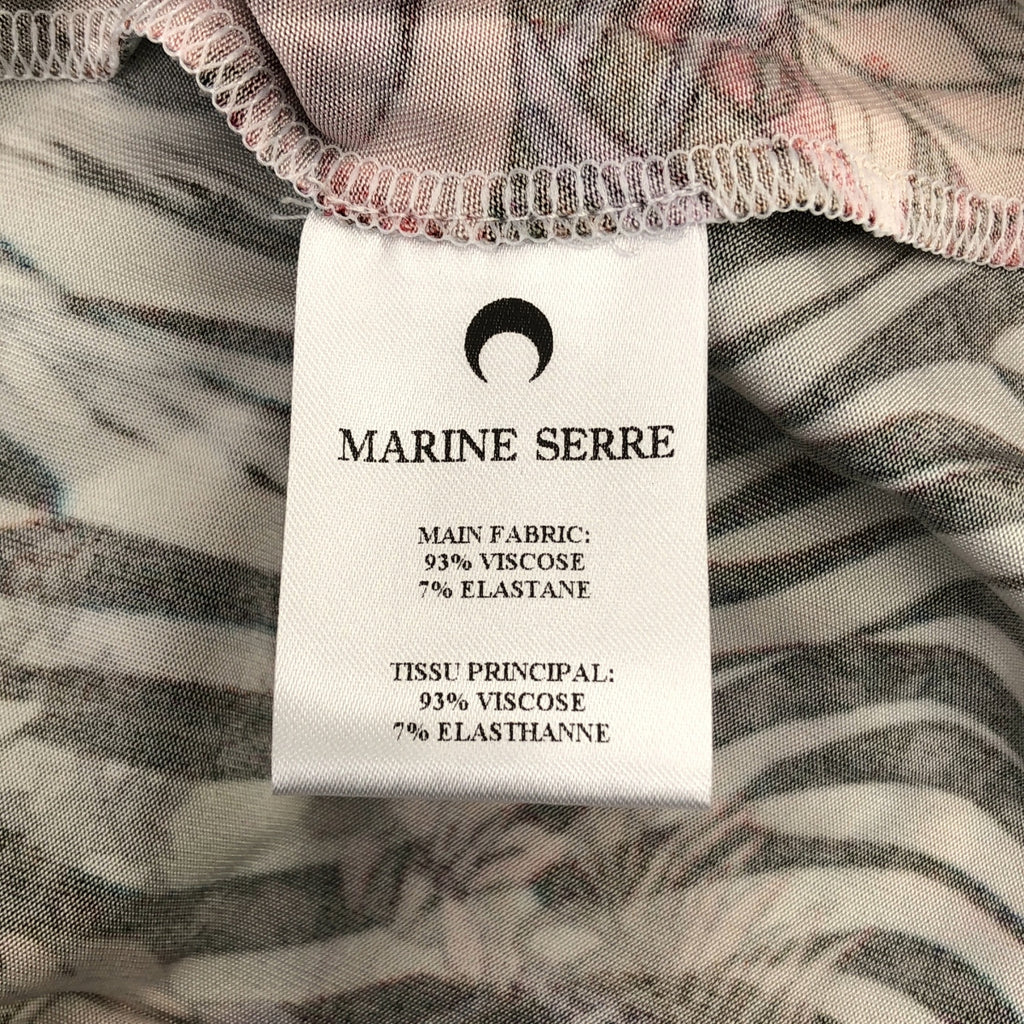 MARINE SERRE
MAIN FABRIC:
93% VISCOSE
7% ELASTANE
TISSU PRINCIPAL:
93% VISCOSE
7% ELASTHANNE